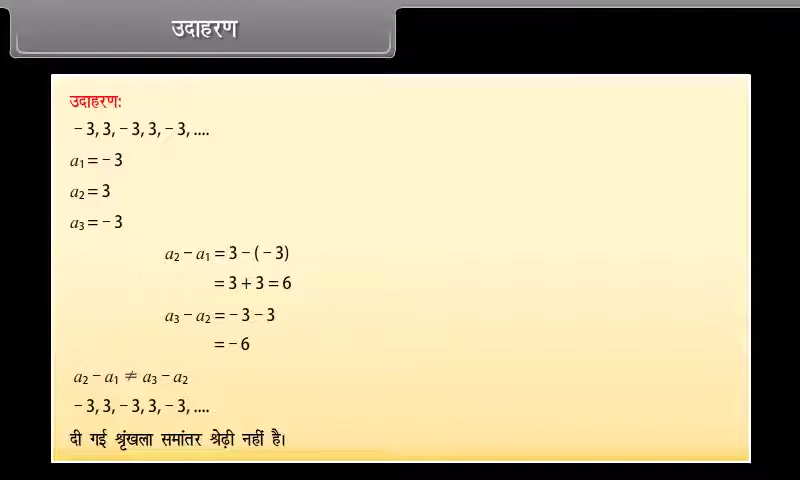 उदाहरण
उदाहरण:
– 3, 3, – 3, 3, – 3, ....
a₁ = – 3
a₂ = 3
a₃ = – 3
a₂ – a₁ = 3 – ( – 3)
= 3 + 3 = 6
a₃ – a₂ = – 3 – 3
= – 6
a₂ – a₁ ≠ a₃ – a₂
– 3, 3, – 3, 3, – 3, ....
दी गई श्रृंखला समांतर श्रेढ़ी नहीं है।